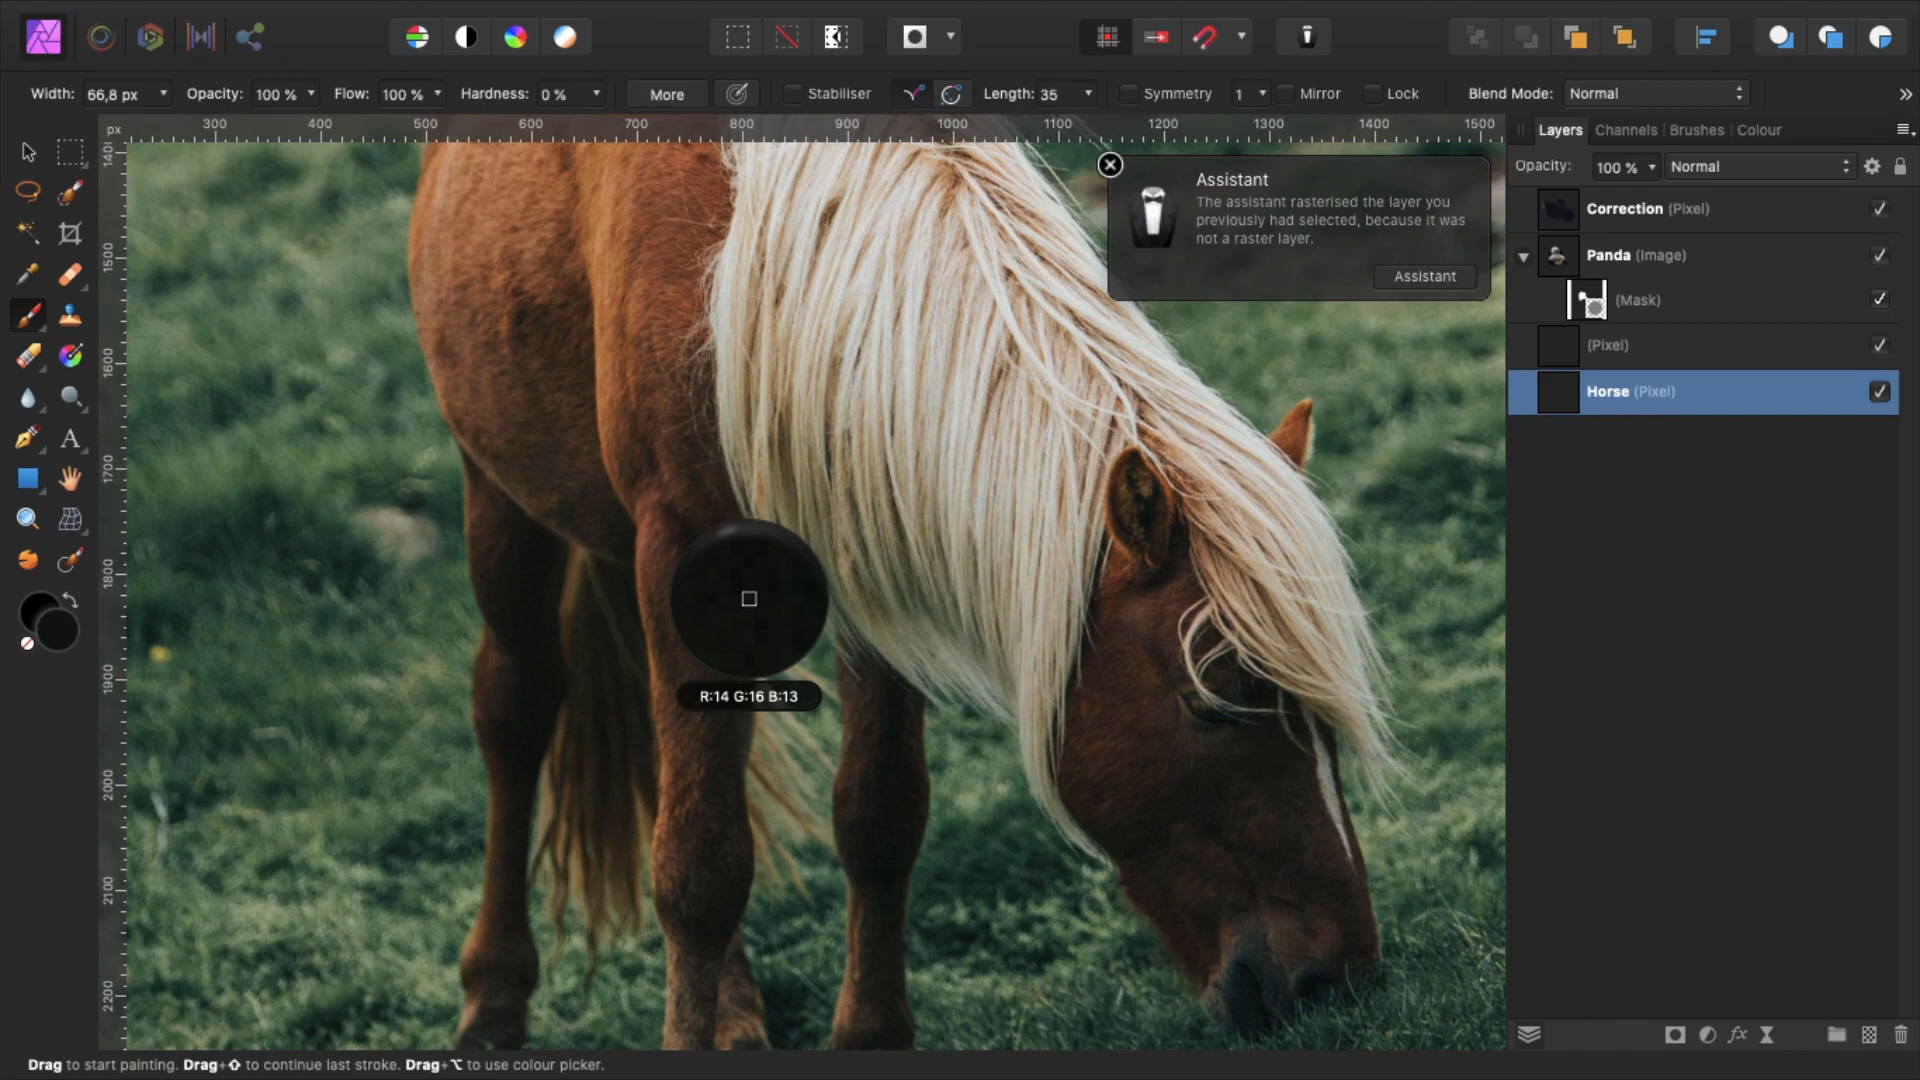 Width: 66,8 px Opacity: 100 % Flow: 100 % Hardness: 0 % More Stabiliser Length: 35 Symmetry 1 Mirror Lock Blend Mode: Normal
px 300 400 500 600 700 800 900 1000 1100 1200 1300 1400 1500
Layers Channels Brushes Colour
Opacity: 100 % Normal
Correction (Pixel)
Panda (Image)
(Mask)
(Pixel)
Horse (Pixel)
Assistant
The assistant rasterised the layer you
previously had selected, because it was
not a raster layer.
Assistant
1400
1500
1600
1700
1800
1900
2000
2100
2200
A
R:14 G:16 B:13
fx
Drag to start painting. Drag+⇧ to continue last stroke. Drag+⌥ to use colour picker.